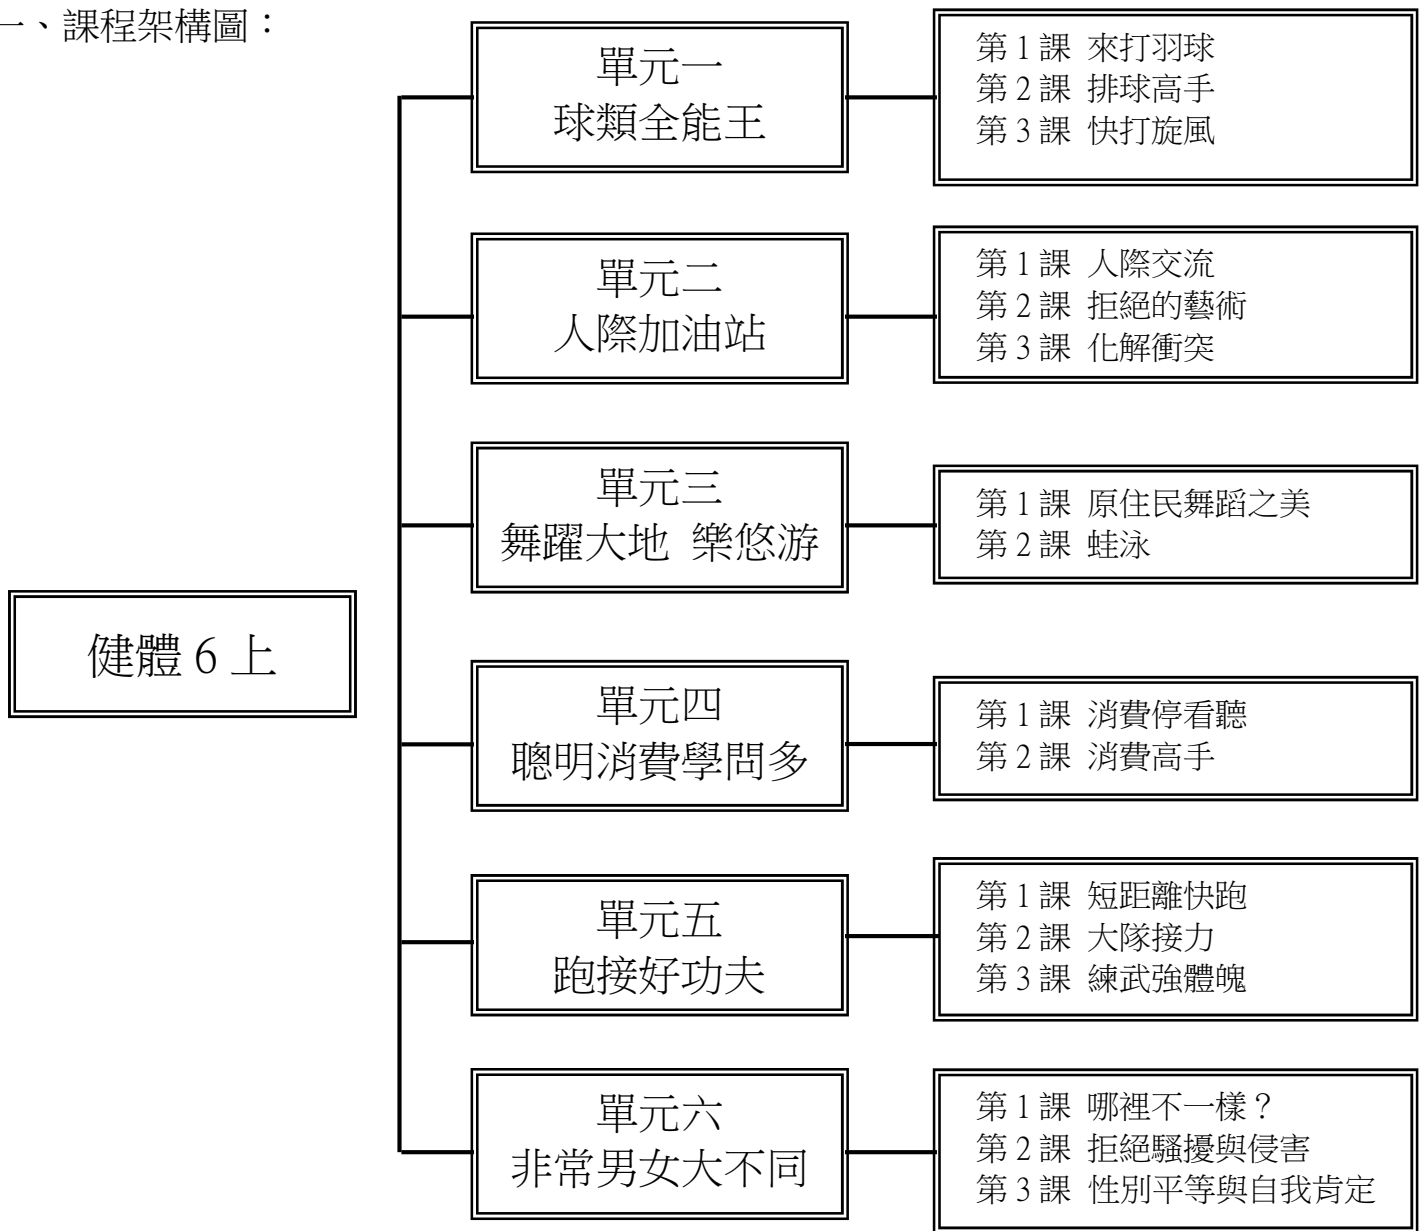 一、課程架構圖：
單元一
球類全能王
第 1 課 來打羽球
第 2 課 排球高手
第 3 課 快打旋風
單元二
人際加油站
第 1 課 人際交流
第 2 課 拒絕的藝術
第 3 課 化解衝突
單元三
舞躍大地 樂悠游
第 1 課 原住民舞蹈之美
第 2 課 蛙泳
健體 6 上
單元四
聰明消費學問多
第 1 課 消費停看聽
第 2 課 消費高手
單元五
跑接好功夫
第 1 課 短距離快跑
第 2 課 大隊接力
第 3 課 練武強體魄
單元六
非常男女大不同
第 1 課 哪裡不一樣？
第 2 課 拒絕騷擾與侵害
第 3 課 性別平等與自我肯定